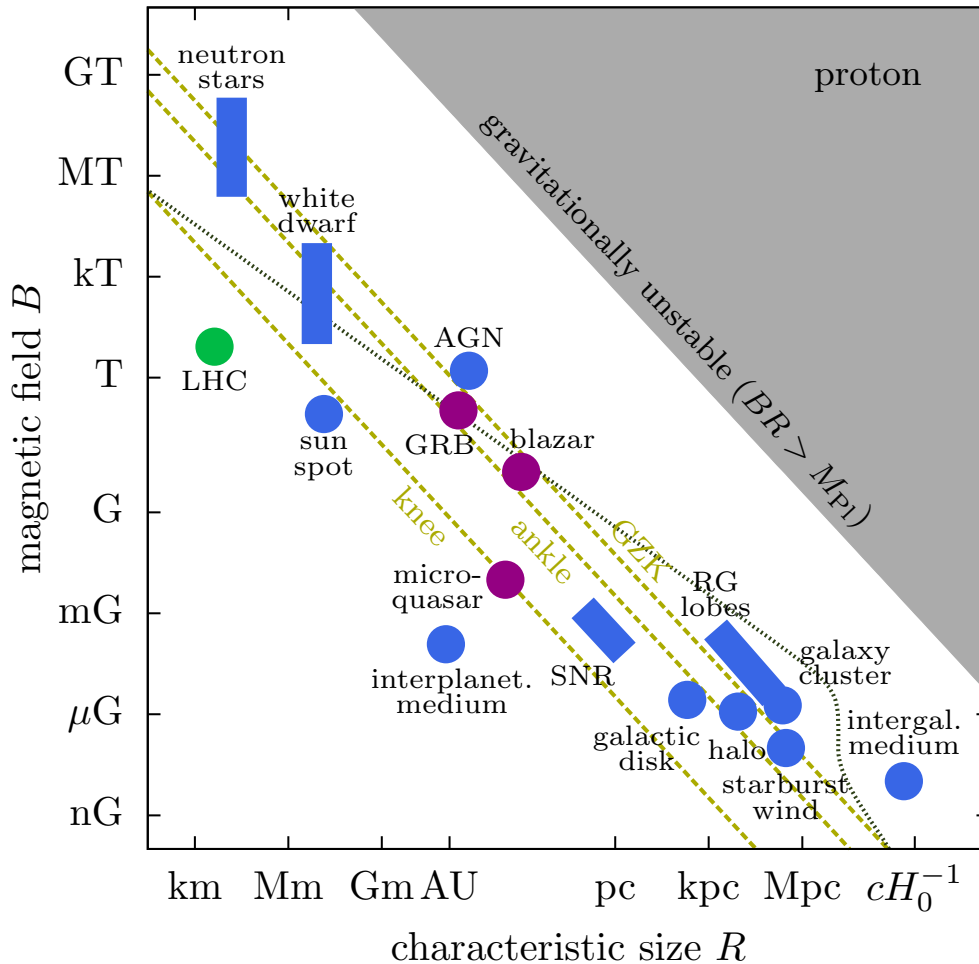 neutron
stars
proton
GT
gravitationally unstable (BR > M_Pl)
MT
white
dwarf
kT
magnetic field B
AGN
T
LHC
GRB
blazar
sun
spot
G
knee
ankle
GZK
micro-
quasar
RG
lobes
mG
SNR
galaxy
cluster
interplanet.
medium
μG
galactic
disk
halo
intergal.
medium
starburst
wind
nG
km
Mm
Gm
AU
pc
kpc
Mpc
cH₀⁻¹
characteristic size R